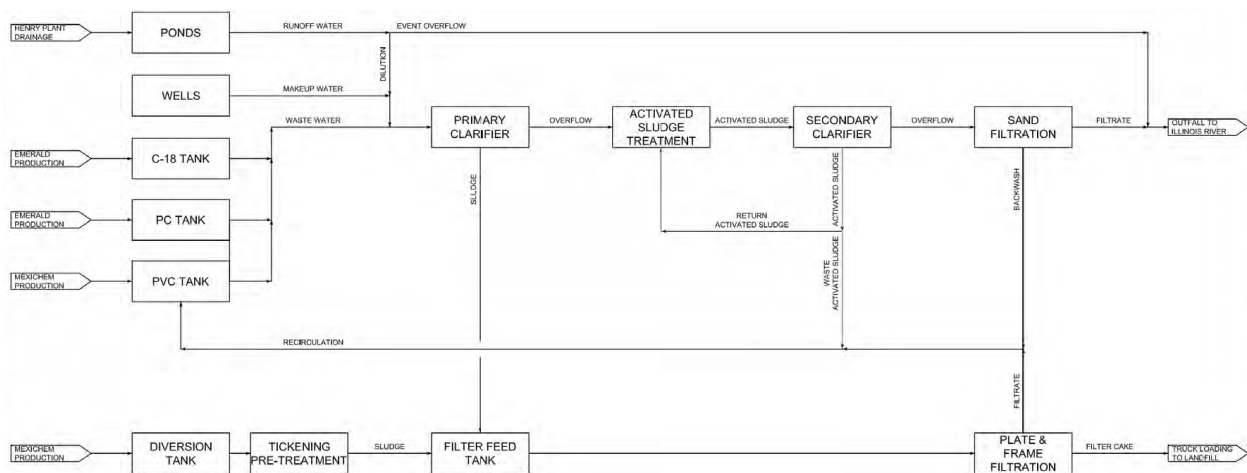 HENRY PLANT
DRAINAGE
PONDS
RUNOFF WATER
EVENT OVERFLOW
DILUTION
WELLS
MAKEUP WATER
WASTE WATER
PRIMARY
CLARIFIER
OVERFLOW
ACTIVATED
SLUDGE
TREATMENT
ACTIVATED SLUDGE
SECONDARY
CLARIFIER
OVERFLOW
SAND
FILTRATION
FILTRATE
OUTFALL TO
ILLINOIS RIVER
EMERALD
PRODUCTION
C-18 TANK
SLUDGE
ACTIVATED SLUDGE
BACKWASH
EMERALD
PRODUCTION
PC TANK
RETURN
ACTIVATED SLUDGE
MEXICHEM
PRODUCTION
PVC TANK
WASTE
ACTIVATED SLUDGE
RECIRCULATION
FILTRATE
MEXICHEM
PRODUCTION
DIVERSION
TANK
TICKENING
PRE-TREATMENT
SLUDGE
FILTER FEED
TANK
PLATE &
FRAME
FILTRATION
FILTER CAKE
TRUCK LOADING
TO LANDFILL